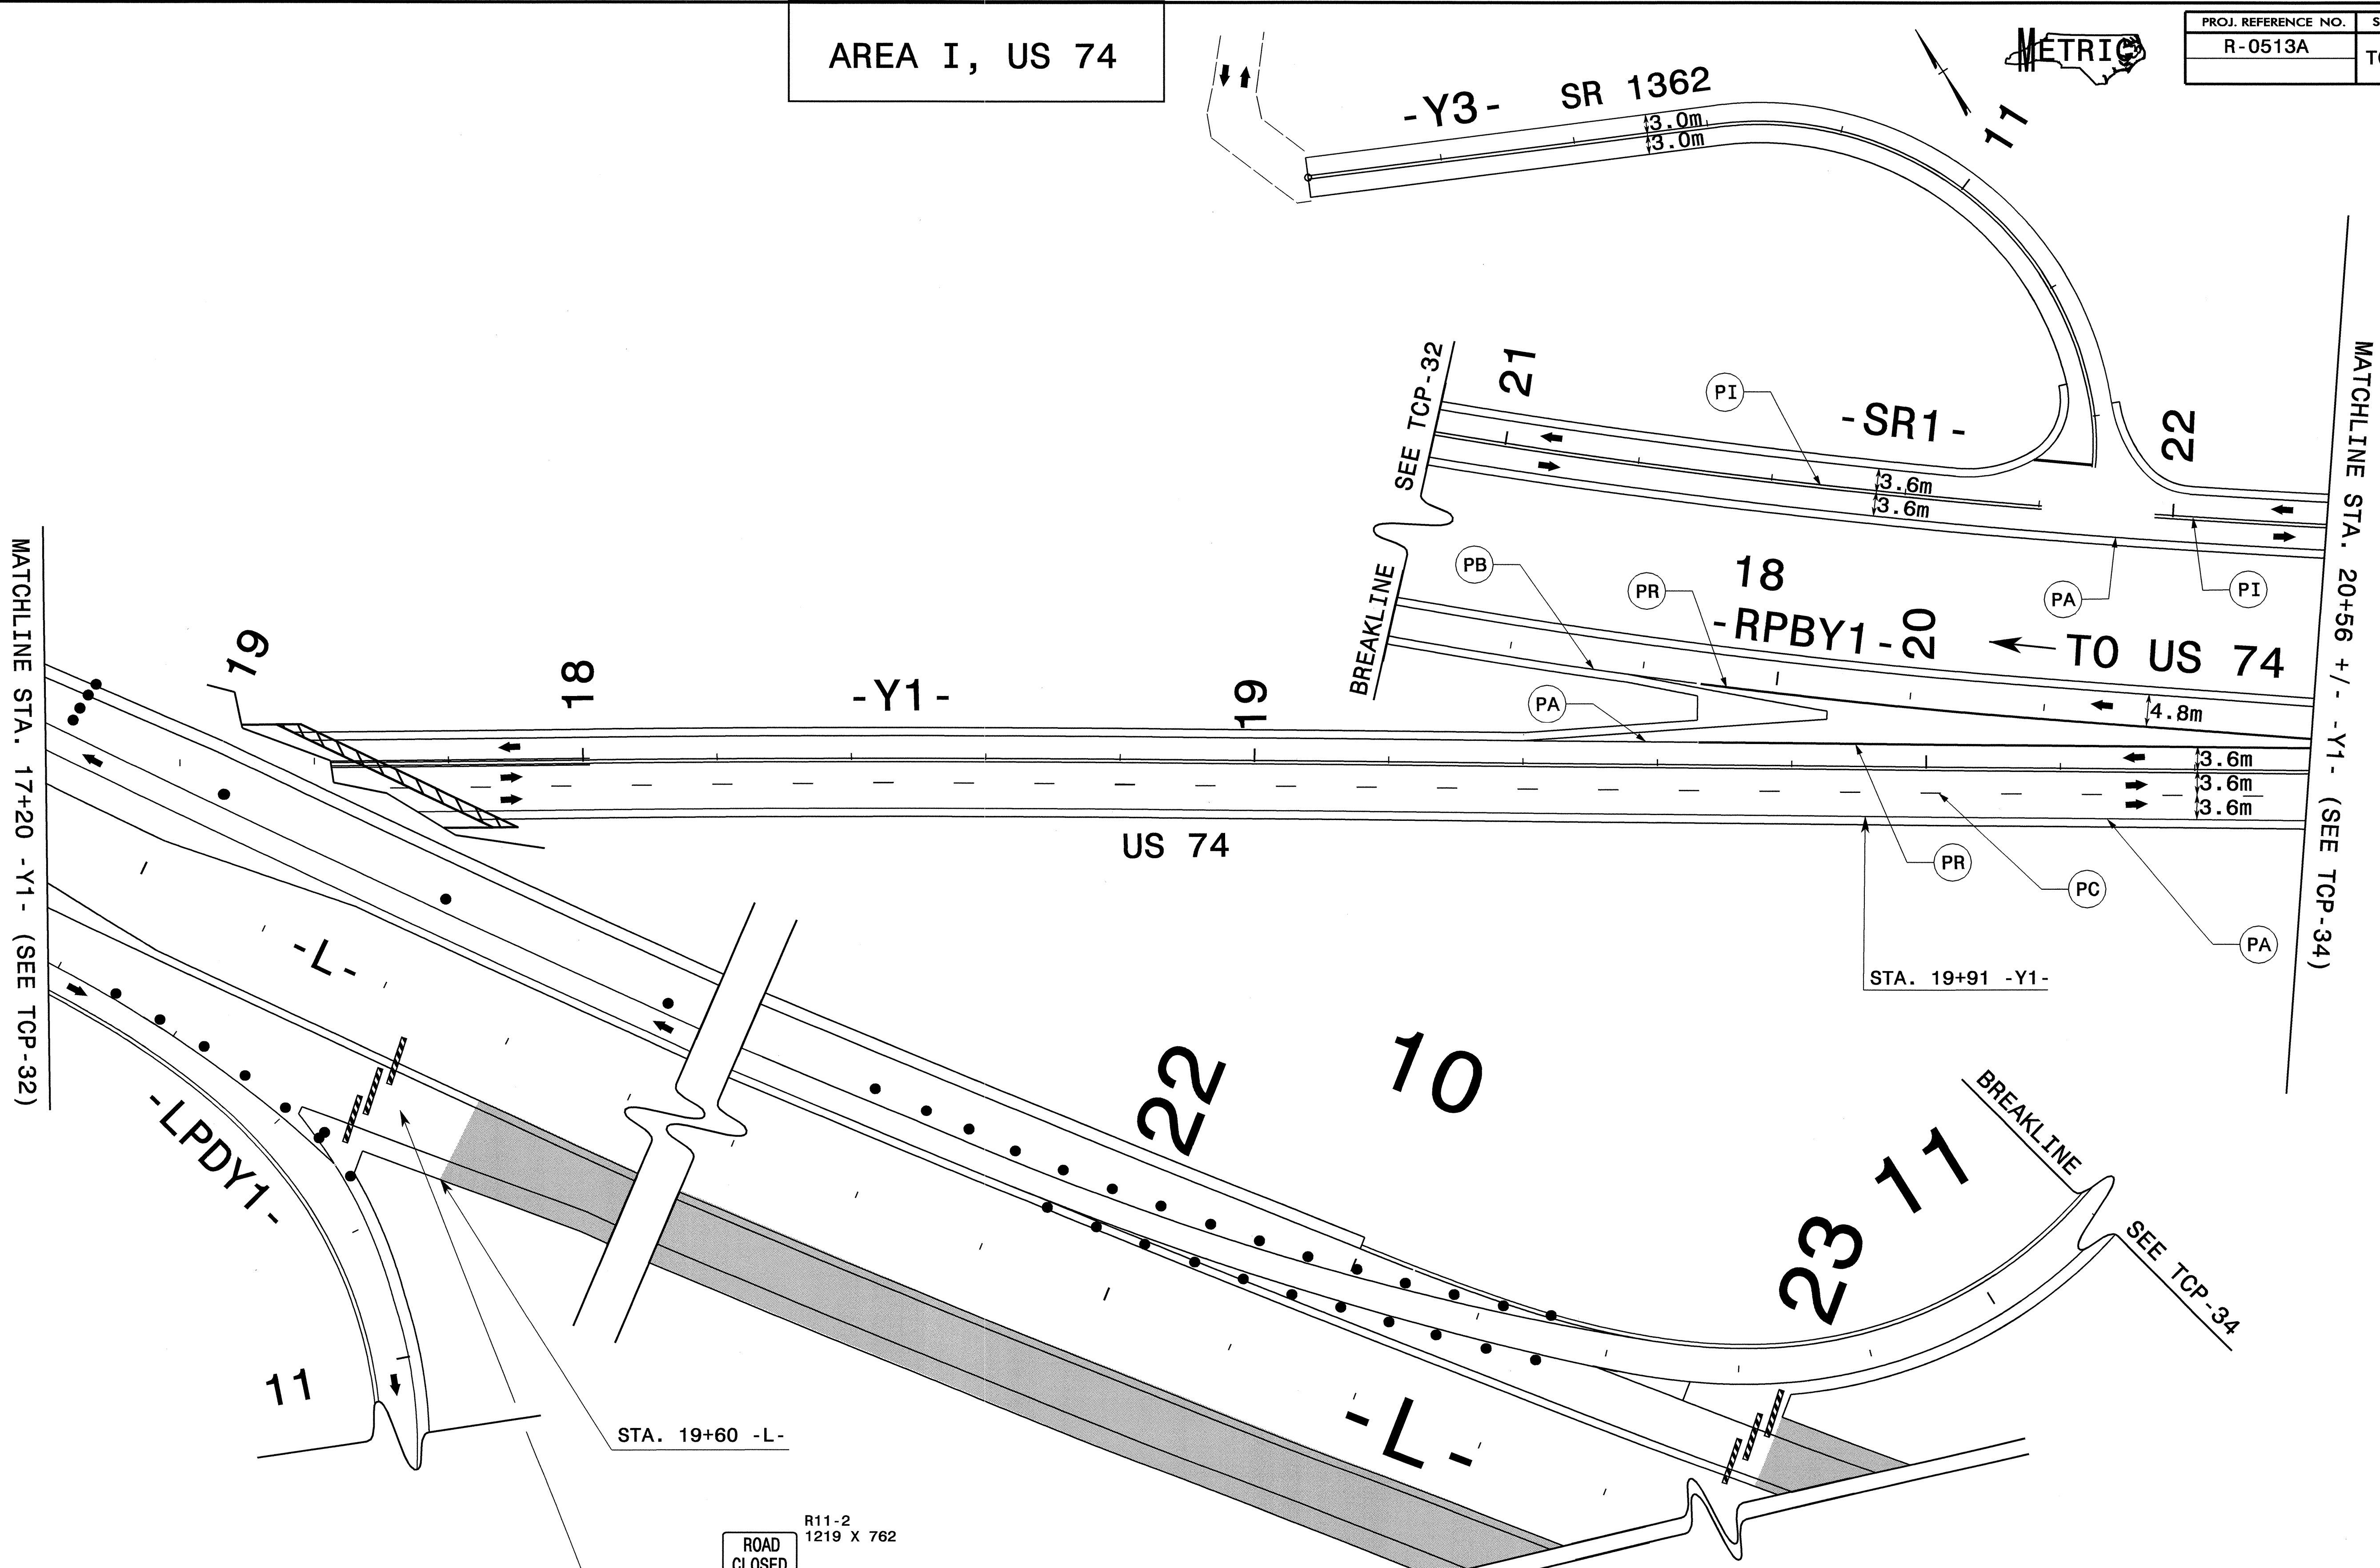 AREA I, US 74
METRIC
PROJ. REFERENCE NO.
R-0513A
-Y3- SR 1362
3.0m
3.0m
11
MATCHLINE STA. 20+56 +/- -Y1- (SEE TCP-34)
SEE TCP-32
BREAKLINE
21
PI
-SR1-
22
3.6m
3.6m
PB
PR
18
-RPBY1-
20
PA
PI
TO US 74
4.8m
PA
MATCHLINE STA. 17+20 -Y1- (SEE TCP-32)
19
18
-Y1-
19
3.6m
3.6m
3.6m
US 74
PR
PC
PA
STA. 19+91 -Y1-
-L-
-LPDY1-
22
10
BREAKLINE
SEE TCP-34
23
11
11
STA. 19+60 -L-
-L-
R11-2
1219 X 762
ROAD
CLOSED